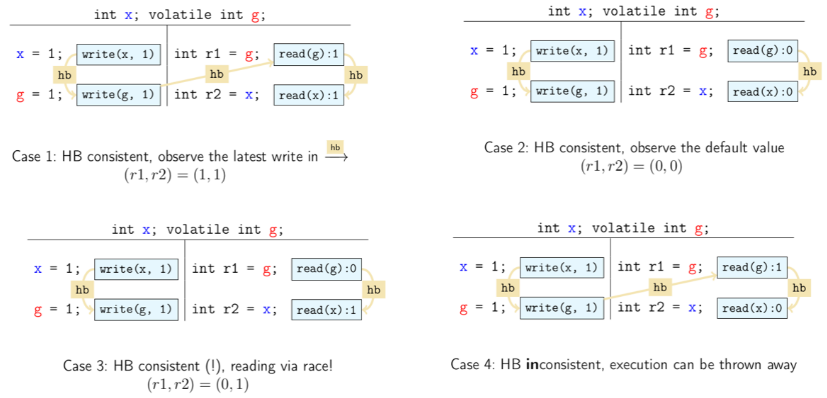 int x; volatile int g;
x = 1; write(x, 1) int r1 = g; read(g):1
hb hb hb
g = 1; write(g, 1) int r2 = x; read(x):1
Case 1: HB consistent, observe the latest write in hb →
(r1, r2) = (1, 1)
int x; volatile int g;
x = 1; write(x, 1) int r1 = g; read(g):0
hb hb
g = 1; write(g, 1) int r2 = x; read(x):0
Case 2: HB consistent, observe the default value
(r1, r2) = (0, 0)
int x; volatile int g;
x = 1; write(x, 1) int r1 = g; read(g):0
hb hb
g = 1; write(g, 1) int r2 = x; read(x):1
Case 3: HB consistent (!), reading via race!
(r1, r2) = (0, 1)
int x; volatile int g;
x = 1; write(x, 1) int r1 = g; read(g):1
hb hb hb
g = 1; write(g, 1) int r2 = x; read(x):0
Case 4: HB inconsistent, execution can be thrown away